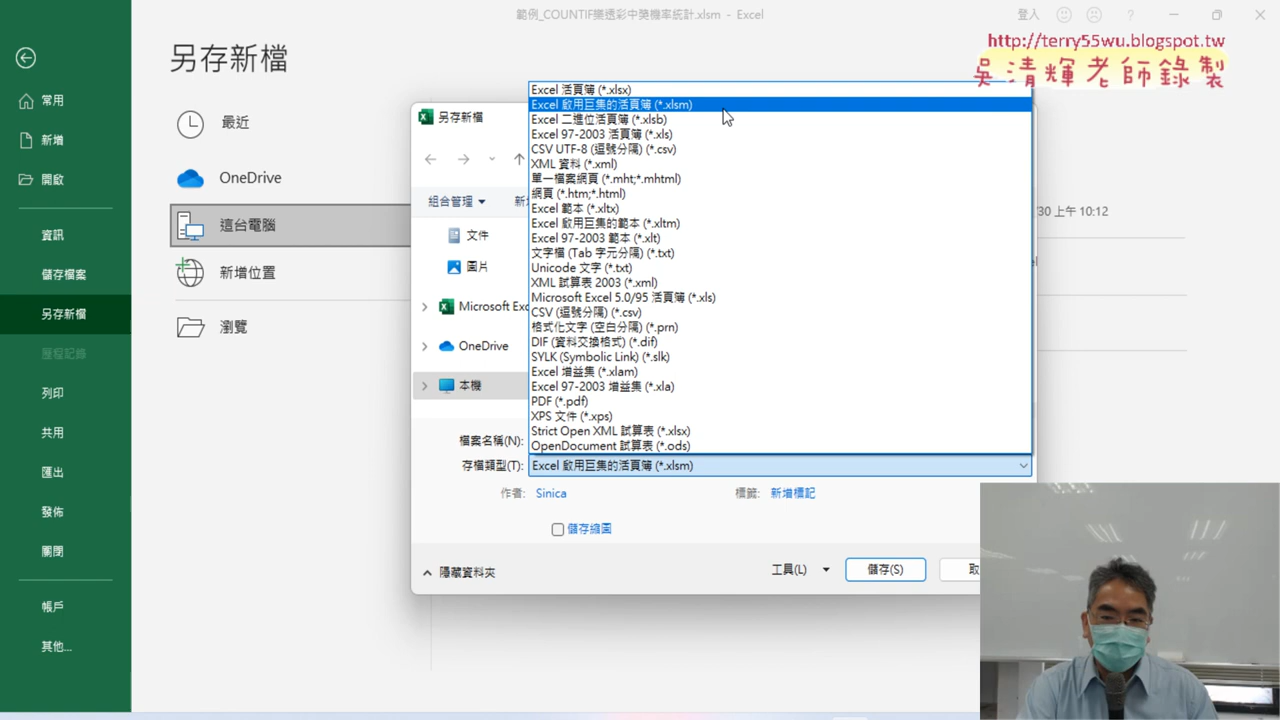 範例_COUNTIF樂透彩中獎機率統計.xlsm - Excel
登入
http://terry55wu.blogspot.tw
吳清輝老師錄製
另存新檔
常用
新增
開啟
資訊
儲存檔案
另存新檔
歷程記錄
列印
共用
匯出
發佈
關閉
帳戶
其他...
最近
OneDrive
這台電腦
新增位置
瀏覽
30 上午 10:12
另存新檔
組合管理
文件
圖片
Microsoft Exc
OneDrive
本機
Excel 活頁簿 (*.xlsx)
Excel 啟用巨集的活頁簿 (*.xlsm)
Excel 二進位活頁簿 (*.xlsb)
Excel 97-2003 活頁簿 (*.xls)
CSV UTF-8 (逗號分隔) (*.csv)
XML 資料 (*.xml)
單一檔案網頁 (*.mht;*.mhtml)
網頁 (*.htm;*.html)
Excel 範本 (*.xltx)
Excel 啟用巨集的範本 (*.xltm)
Excel 97-2003 範本 (*.xlt)
文字檔 (Tab 字元分隔) (*.txt)
Unicode 文字 (*.txt)
XML 試算表 2003 (*.xml)
Microsoft Excel 5.0/95 活頁簿 (*.xls)
CSV (逗號分隔) (*.csv)
格式化文字 (空白分隔) (*.prn)
DIF (資料交換格式) (*.dif)
SYLK (Symbolic Link) (*.slk)
Excel 增益集 (*.xlam)
Excel 97-2003 增益集 (*.xla)
PDF (*.pdf)
XPS 文件 (*.xps)
Strict Open XML 試算表 (*.xlsx)
OpenDocument 試算表 (*.ods)
檔案名稱(N):
存檔類型(T): Excel 啟用巨集的活頁簿 (*.xlsm)
作者: Sinica 標籤: 新增標記
儲存縮圖
隱藏資料夾
工具(L) 儲存(S) 取